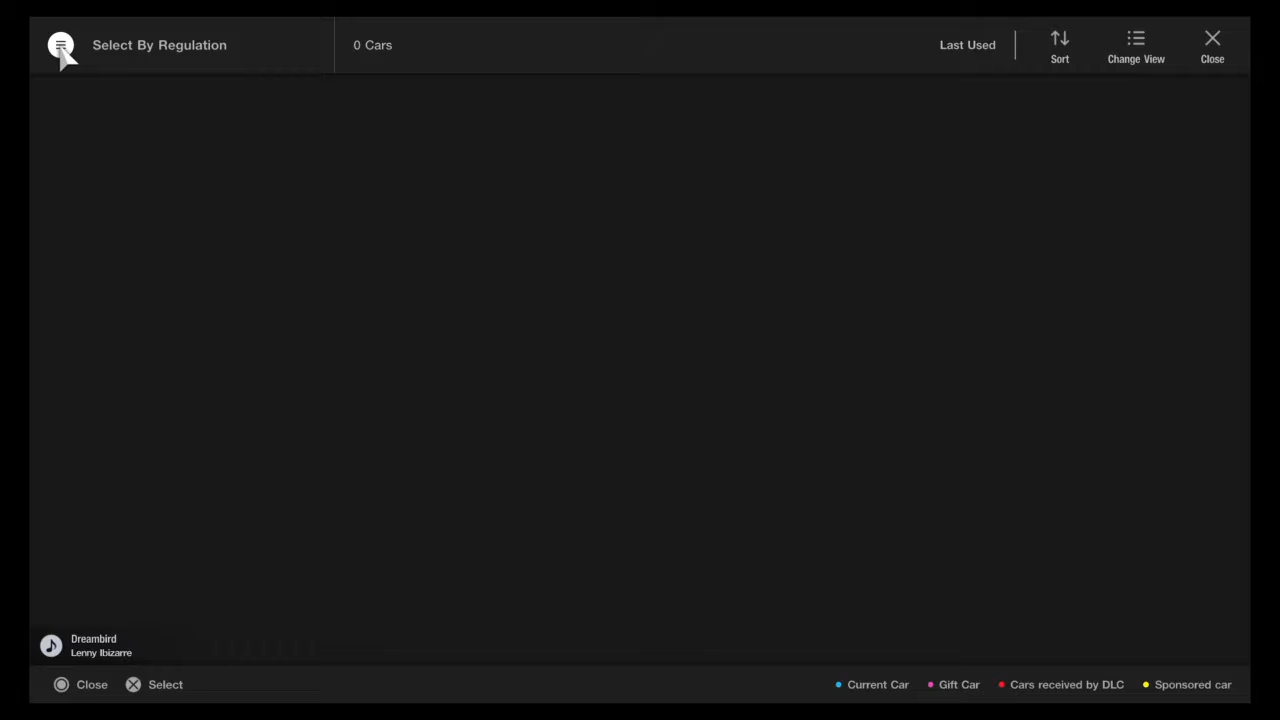 Select By Regulation
0 Cars
Last Used
Sort
Change View
Close
Dreambird
Lenny Ibizarre
Close
Select
Current Car
Gift Car
Cars received by DLC
Sponsored car